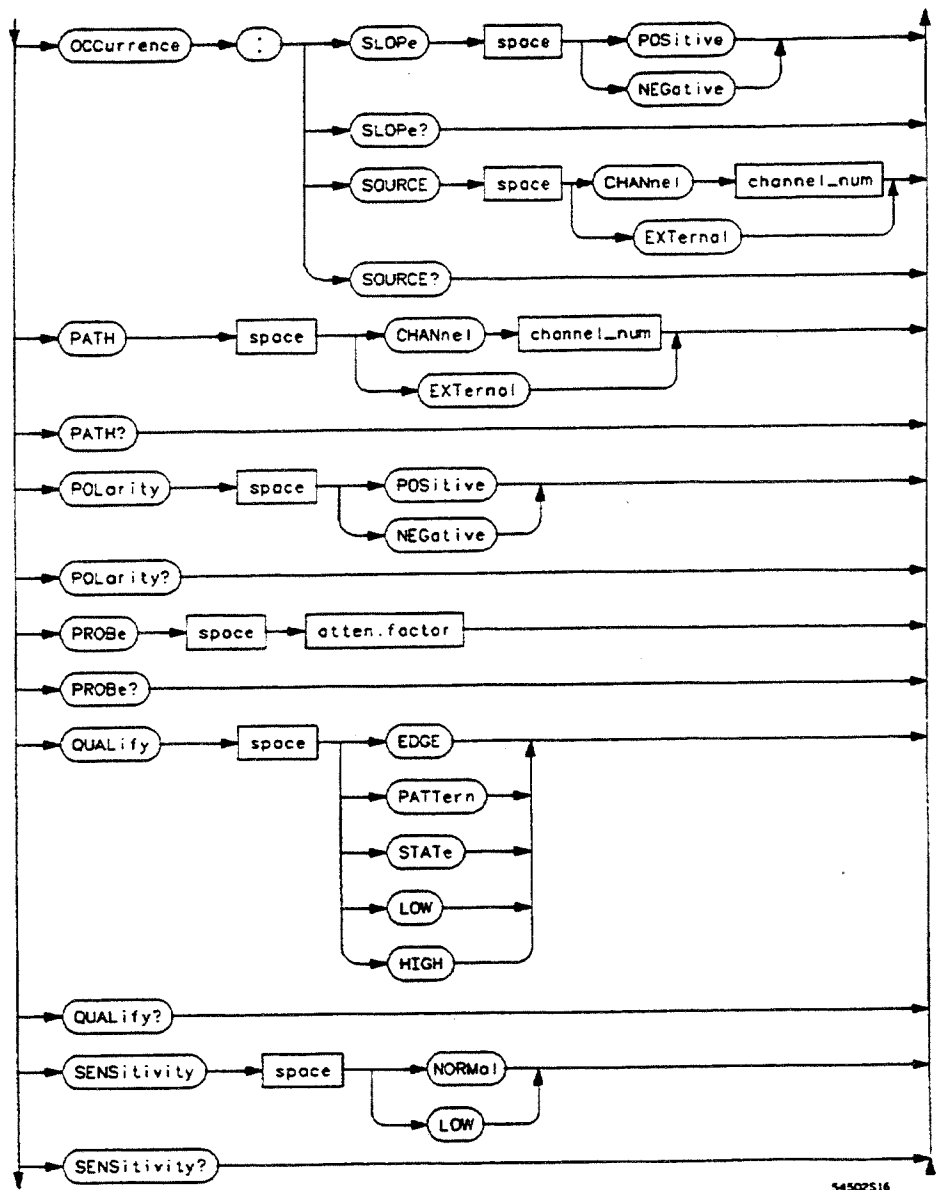 OCCurrence : SLOPe space POSitive
NEGative
SLOPe?
SOURCE space CHANnel channel_num
EXTernal
SOURCE?
PATH space CHANnel channel_num
EXTernal
PATH?
POLarity space POSitive
NEGative
POLarity?
PROBe space atten.factor
PROBe?
QUALify space EDGE
PATTern
STATe
LOW
HIGH
QUALify?
SENSitivity space NORMal
LOW
SENSitivity?
54502S16